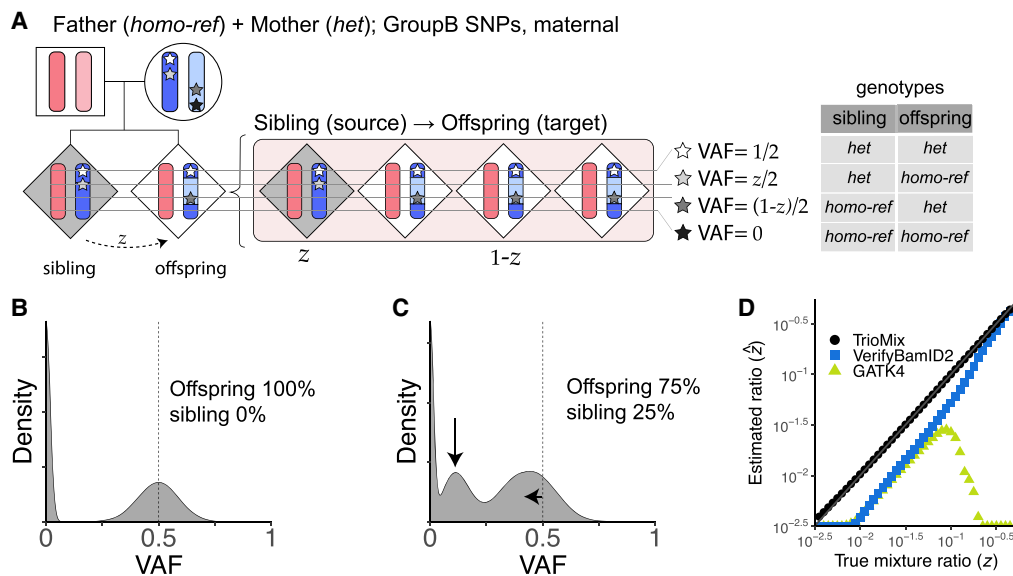 A
Father (homo-ref) + Mother (het); GroupB SNPs, maternal
Sibling (source) → Offspring (target)
VAF= 1/2
VAF= z/2
VAF= (1-z)/2
VAF= 0
z
sibling
offspring
z
1-z
genotypes
sibling offspring
het het
het homo-ref
homo-ref het
homo-ref homo-ref
B
Density
Offspring 100%
sibling 0%
0 0.5 1
VAF
C
Density
Offspring 75%
sibling 25%
0 0.5 1
VAF
D
Estimated ratio (ẑ)
10^-0.5
10^-1
10^-1.5
10^-2
10^-2.5
TrioMix
VerifyBamID2
GATK4
10^-2.5 10^-2 10^-1.5 10^-1 10^-0.5
True mixture ratio (z)